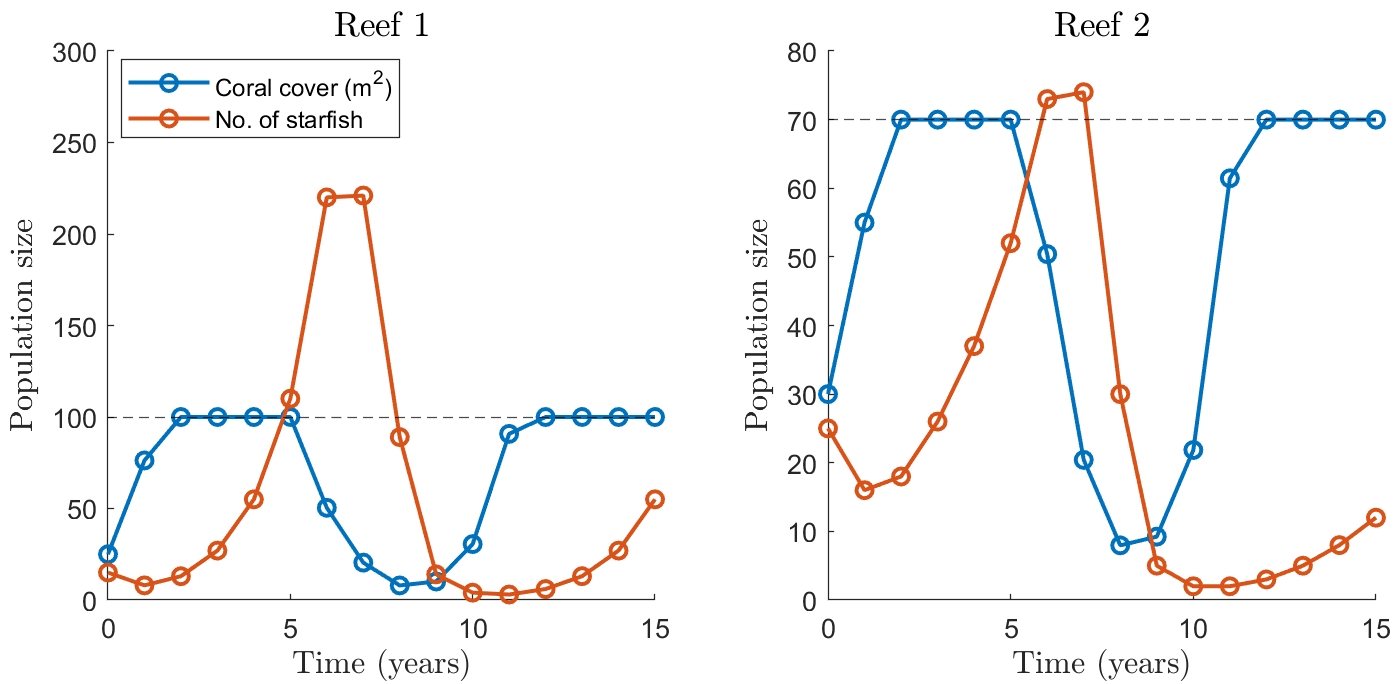 Reef 1
300
250
200
150
100
50
0
Population size
Coral cover (m²)
No. of starfish
0 5 10 15
Time (years)
Reef 2
80
70
60
50
40
30
20
10
0
Population size
0 5 10 15
Time (years)